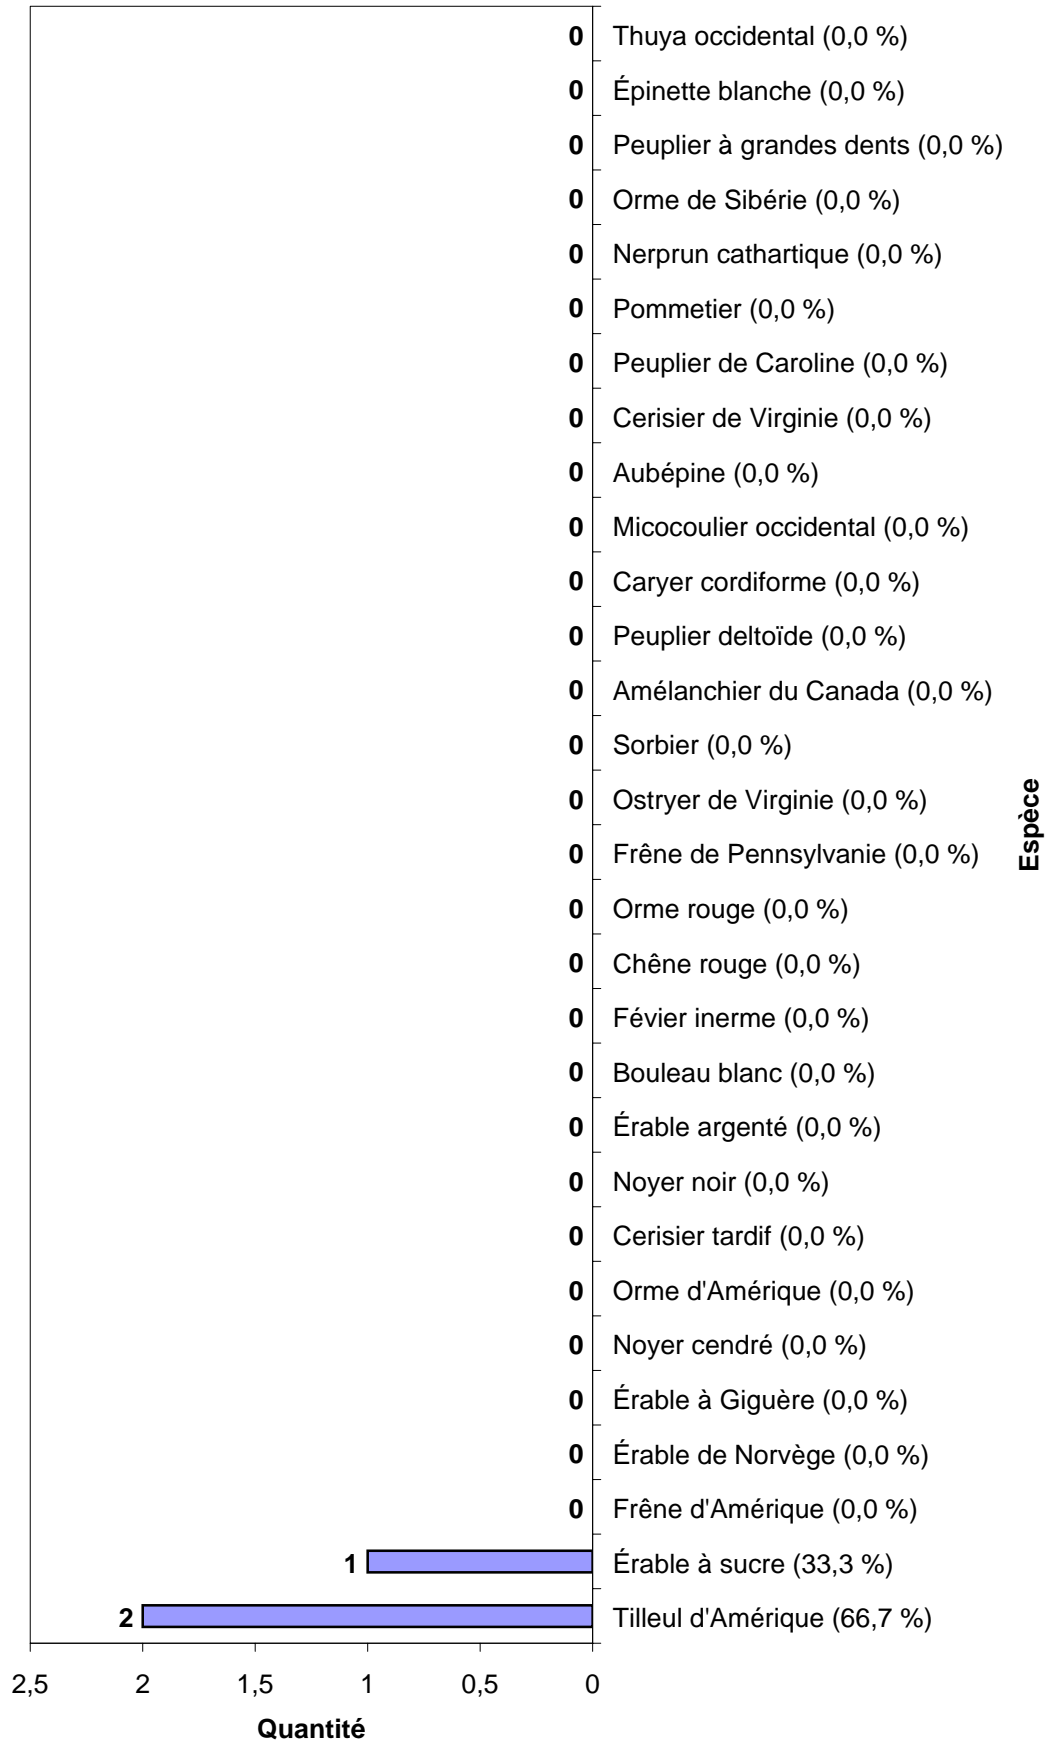 0 Thuya occidental (0,0 %)
0 Épinette blanche (0,0 %)
0 Peuplier à grandes dents (0,0 %)
0 Orme de Sibérie (0,0 %)
0 Nerprun cathartique (0,0 %)
0 Pommetier (0,0 %)
0 Peuplier de Caroline (0,0 %)
0 Cerisier de Virginie (0,0 %)
0 Aubépine (0,0 %)
0 Micocoulier occidental (0,0 %)
0 Caryer cordiforme (0,0 %)
0 Peuplier deltoïde (0,0 %)
0 Amélanchier du Canada (0,0 %)
0 Sorbier (0,0 %)
0 Ostryer de Virginie (0,0 %)
0 Frêne de Pennsylvanie (0,0 %)
0 Orme rouge (0,0 %)
0 Chêne rouge (0,0 %)
0 Févier inerme (0,0 %)
0 Bouleau blanc (0,0 %)
0 Érable argenté (0,0 %)
0 Noyer noir (0,0 %)
0 Cerisier tardif (0,0 %)
0 Orme d'Amérique (0,0 %)
0 Noyer cendré (0,0 %)
0 Érable à Giguère (0,0 %)
0 Érable de Norvège (0,0 %)
0 Frêne d'Amérique (0,0 %)
1 Érable à sucre (33,3 %)
2 Tilleul d'Amérique (66,7 %)
Espèce
2,5 2 1,5 1 0,5 0
Quantité